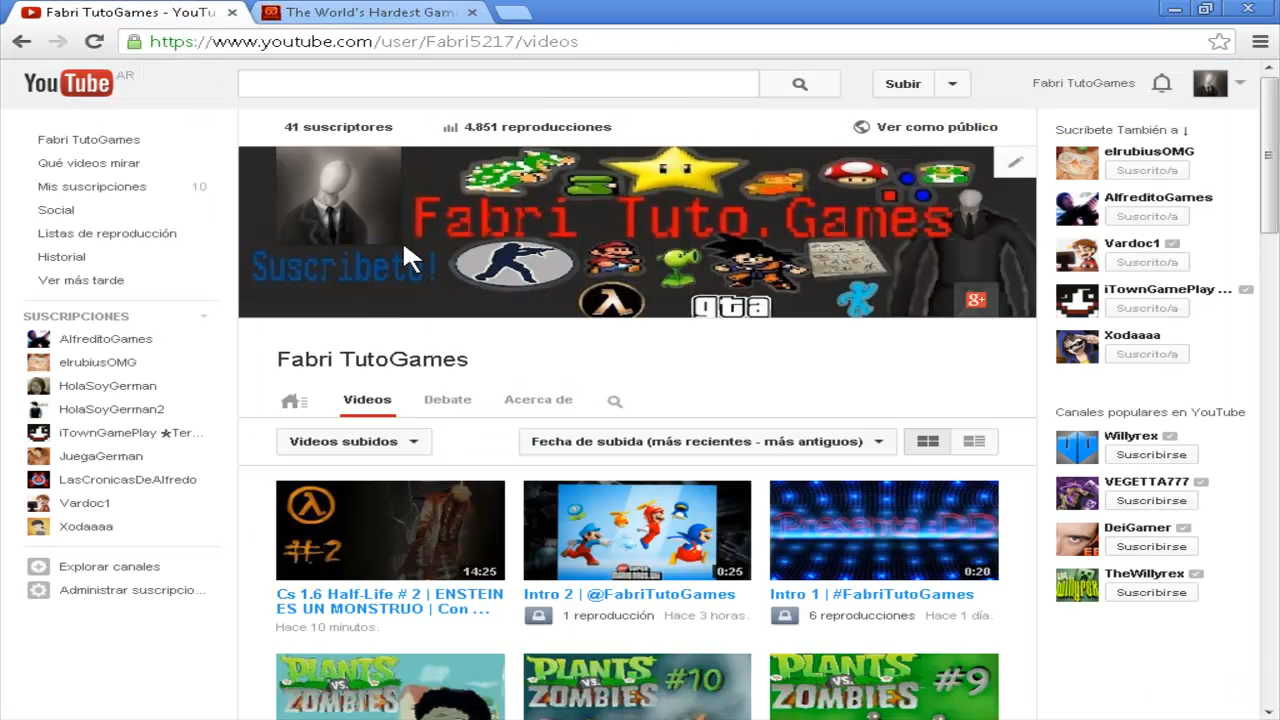 Fabri TutoGames - YouTu
The World's Hardest Gam
https://www.youtube.com/user/Fabri5217/videos
YouTube AR
Subir
Fabri TutoGames
41 suscriptores
4.851 reproducciones
Ver como público
Fabri Tuto.Games
Suscribete!
gta
g+
Fabri TutoGames
Qué videos mirar
Mis suscripciones 10
Social
Listas de reproducción
Historial
Ver más tarde
SUSCRIPCIONES
AlfreditoGames
elrubiusOMG
HolaSoyGerman
HolaSoyGerman2
iTownGamePlay ★Ter...
JuegaGerman
LasCronicasDeAlfredo
Vardoc1
Xodaaaa
Explorar canales
Administrar suscripcio...
Fabri TutoGames
Videos
Debate
Acerca de
Videos subidos
Fecha de subida (más recientes - más antiguos)
#2
14:25
Cs 1.6 Half-Life # 2 | ENSTEIN
ES UN MONSTRUO | Con ...
Hace 10 minutos.
0:25
Intro 2 | @FabriTutoGames
1 reproducción Hace 3 horas.
Presenta :DD
0:20
Intro 1 | #FabriTutoGames
6 reproducciones Hace 1 día.
PLANTS
VS.
ZOMBIES
PLANTS
VS.
ZOMBIES
#10
PLANTS
VS.
ZOMBIES
#9
Sucribete También a ↓
elrubiusOMG
Suscrito/a
AlfreditoGames
Suscrito/a
Vardoc1
Suscrito/a
iTownGamePlay ...
Suscrito/a
Xodaaaa
Suscrito/a
Canales populares en YouTube
Willyrex
Suscribirse
VEGETTA777
Suscribirse
DeiGamer
Suscribirse
TheWillyrex
Suscribirse